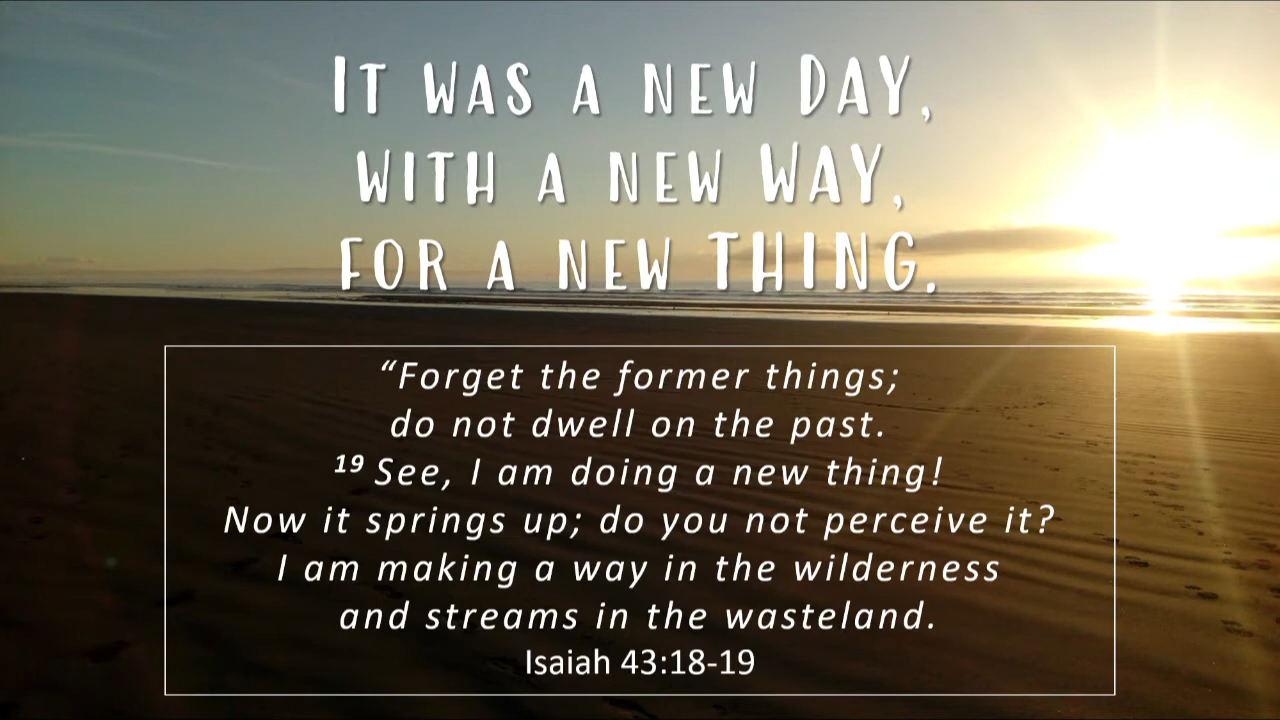 IT WAS A NEW DAY,
WITH A NEW WAY,
FOR A NEW THING.
“Forget the former things;
do not dwell on the past.
19 See, I am doing a new thing!
Now it springs up; do you not perceive it?
I am making a way in the wilderness
and streams in the wasteland.
Isaiah 43:18-19